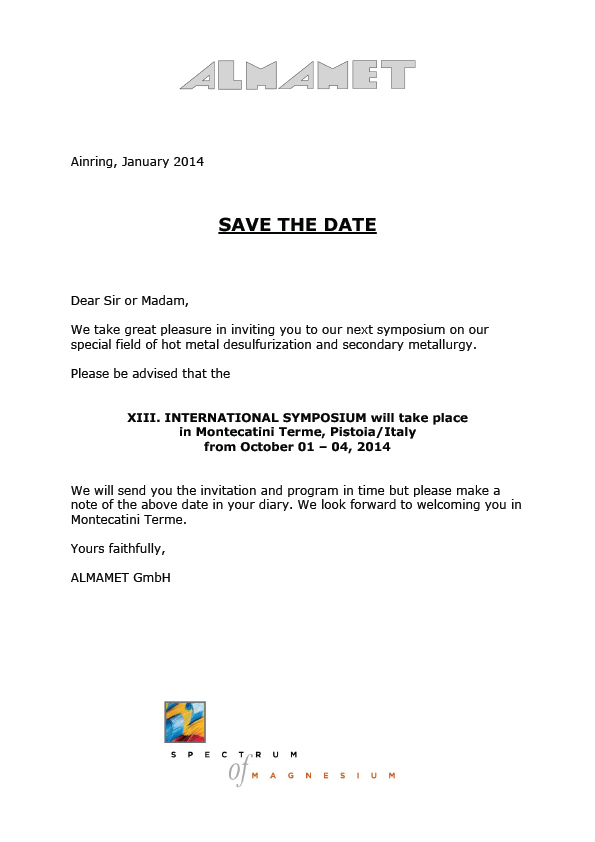 ALMAMET
Ainring, January 2014
SAVE THE DATE
Dear Sir or Madam,
We take great pleasure in inviting you to our next symposium on our
special field of hot metal desulfurization and secondary metallurgy.
Please be advised that the
XIII. INTERNATIONAL SYMPOSIUM will take place
in Montecatini Terme, Pistoia/Italy
from October 01 – 04, 2014
We will send you the invitation and program in time but please make a
note of the above date in your diary. We look forward to welcoming you in
Montecatini Terme.
Yours faithfully,
ALMAMET GmbH
SPECTRUM
of MAGNESIUM